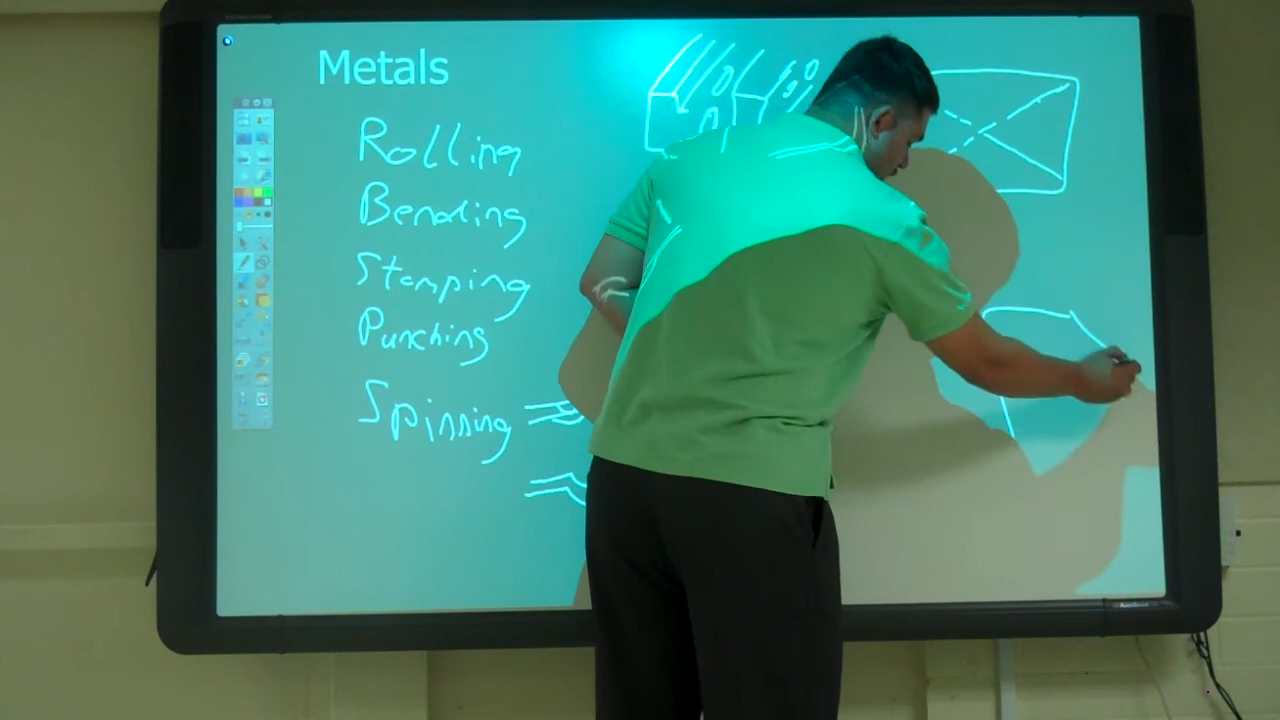 Metals
Rolling
Bending
Stamping
Punching
Spinning